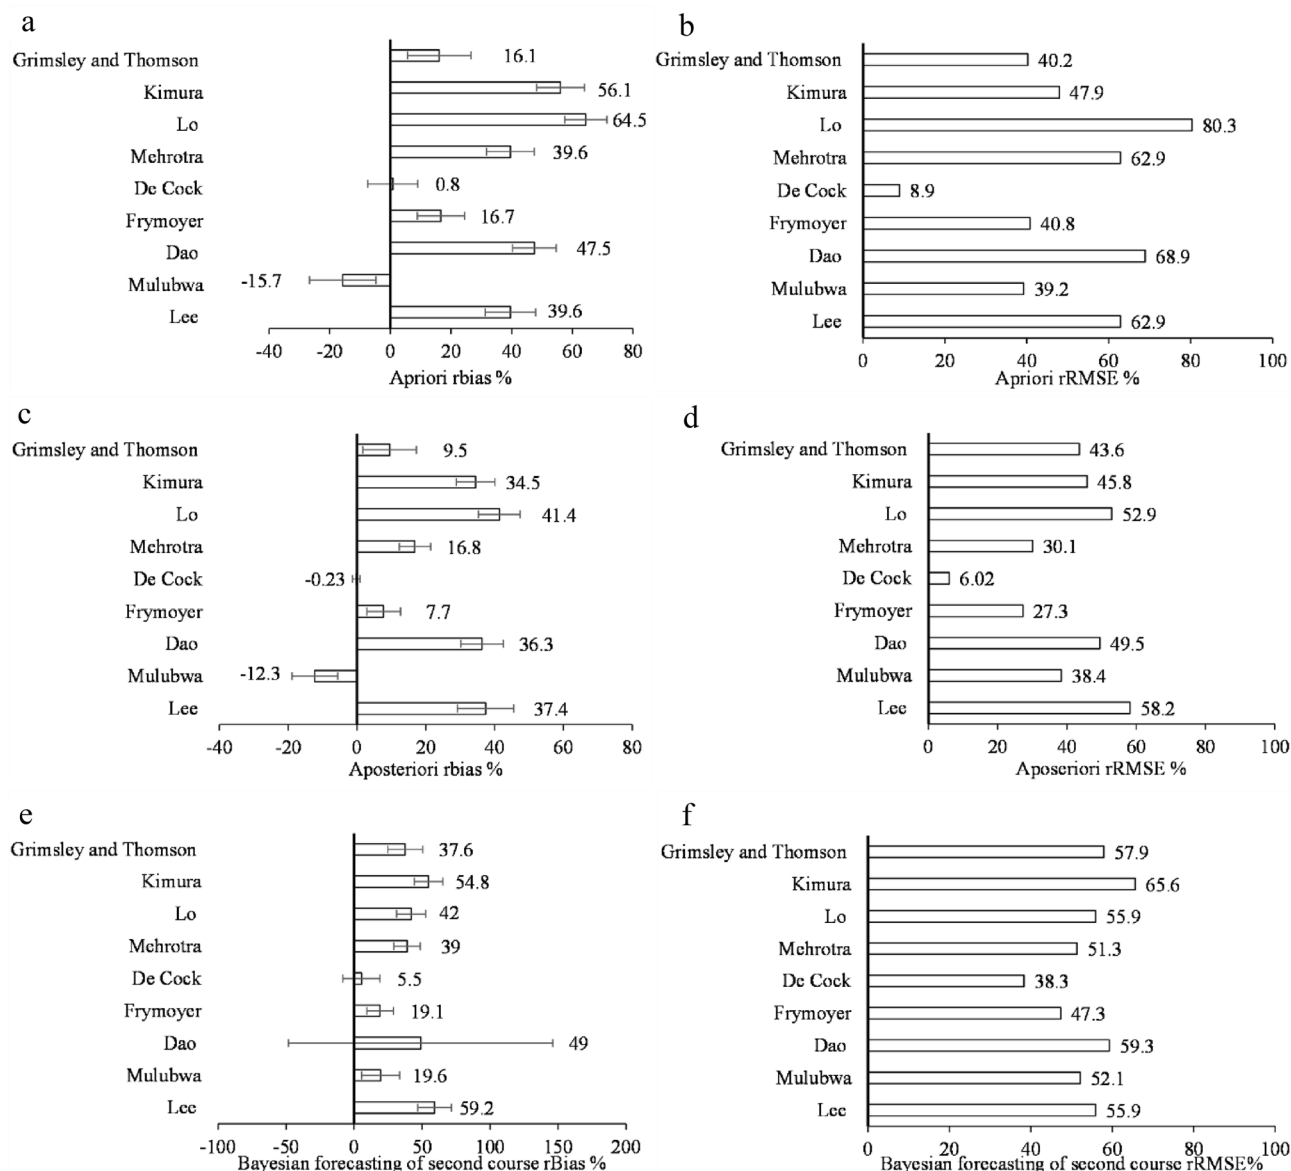 a
Grimsley and Thomson 16.1
Kimura 56.1
Lo 64.5
Mehrotra 39.6
De Cock 0.8
Frymoyer 16.7
Dao 47.5
Mulubwa -15.7
Lee 39.6
-40 -20 0 20 40 60 80
Apriori rbias %
b
Grimsley and Thomson 40.2
Kimura 47.9
Lo 80.3
Mehrotra 62.9
De Cock 8.9
Frymoyer 40.8
Dao 68.9
Mulubwa 39.2
Lee 62.9
0 20 40 60 80 100
Apriori rRMSE %
c
Grimsley and Thomson 9.5
Kimura 34.5
Lo 41.4
Mehrotra 16.8
De Cock -0.23
Frymoyer 7.7
Dao 36.3
Mulubwa -12.3
Lee 37.4
-40 -20 0 20 40 60 80
Aposteriori rbias %
d
Grimsley and Thomson 43.6
Kimura 45.8
Lo 52.9
Mehrotra 30.1
De Cock 6.02
Frymoyer 27.3
Dao 49.5
Mulubwa 38.4
Lee 58.2
0 20 40 60 80 100
Aposeriori rRMSE %
e
Grimsley and Thomson 37.6
Kimura 54.8
Lo 42
Mehrotra 39
De Cock 5.5
Frymoyer 19.1
Dao 49
Mulubwa 19.6
Lee 59.2
-100 -50 0 50 100 150 200
Bayesian forecasting of second course rBias %
f
Grimsley and Thomson 57.9
Kimura 65.6
Lo 55.9
Mehrotra 51.3
De Cock 38.3
Frymoyer 47.3
Dao 59.3
Mulubwa 52.1
Lee 55.9
0 20 40 60 80 100
Bayesian forecasting of second course rRMSE%